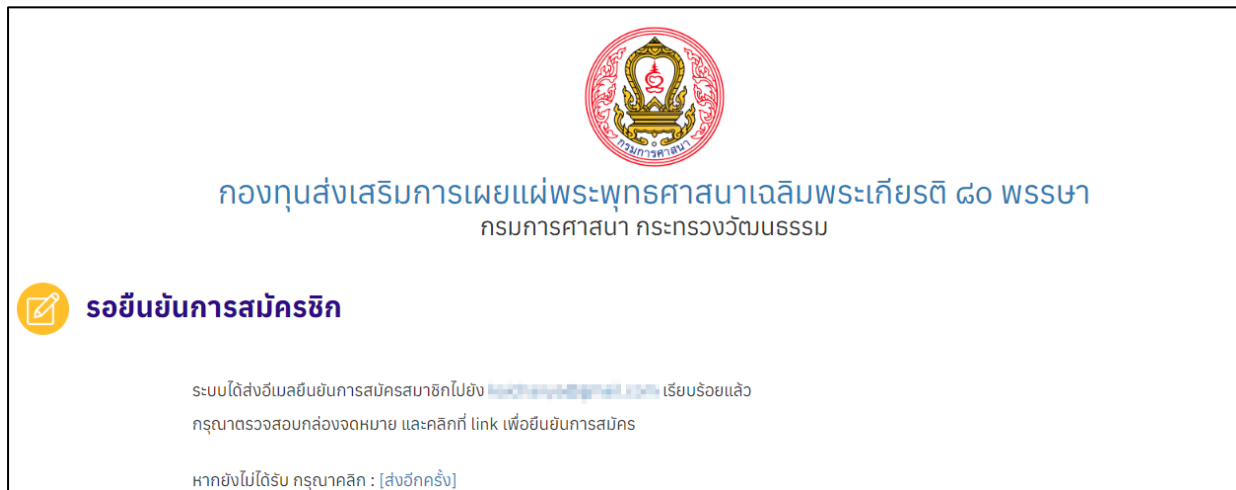 กรมการศาสนา
กองทุนส่งเสริมการเผยแผ่พระพุทธศาสนาเฉลิมพระเกียรติ ๘๐ พรรษา
กรมการศาสนา กระทรวงวัฒนธรรม
รอยืนยันการสมัครชิก
ระบบได้ส่งอีเมลยืนยันการสมัครสมาชิกไปยัง เรียบร้อยแล้ว
กรุณาตรวจสอบกล่องจดหมาย และคลิกที่ link เพื่อยืนยันการสมัคร
หากยังไม่ได้รับ กรุณาคลิก : [ส่งอีกครั้ง]